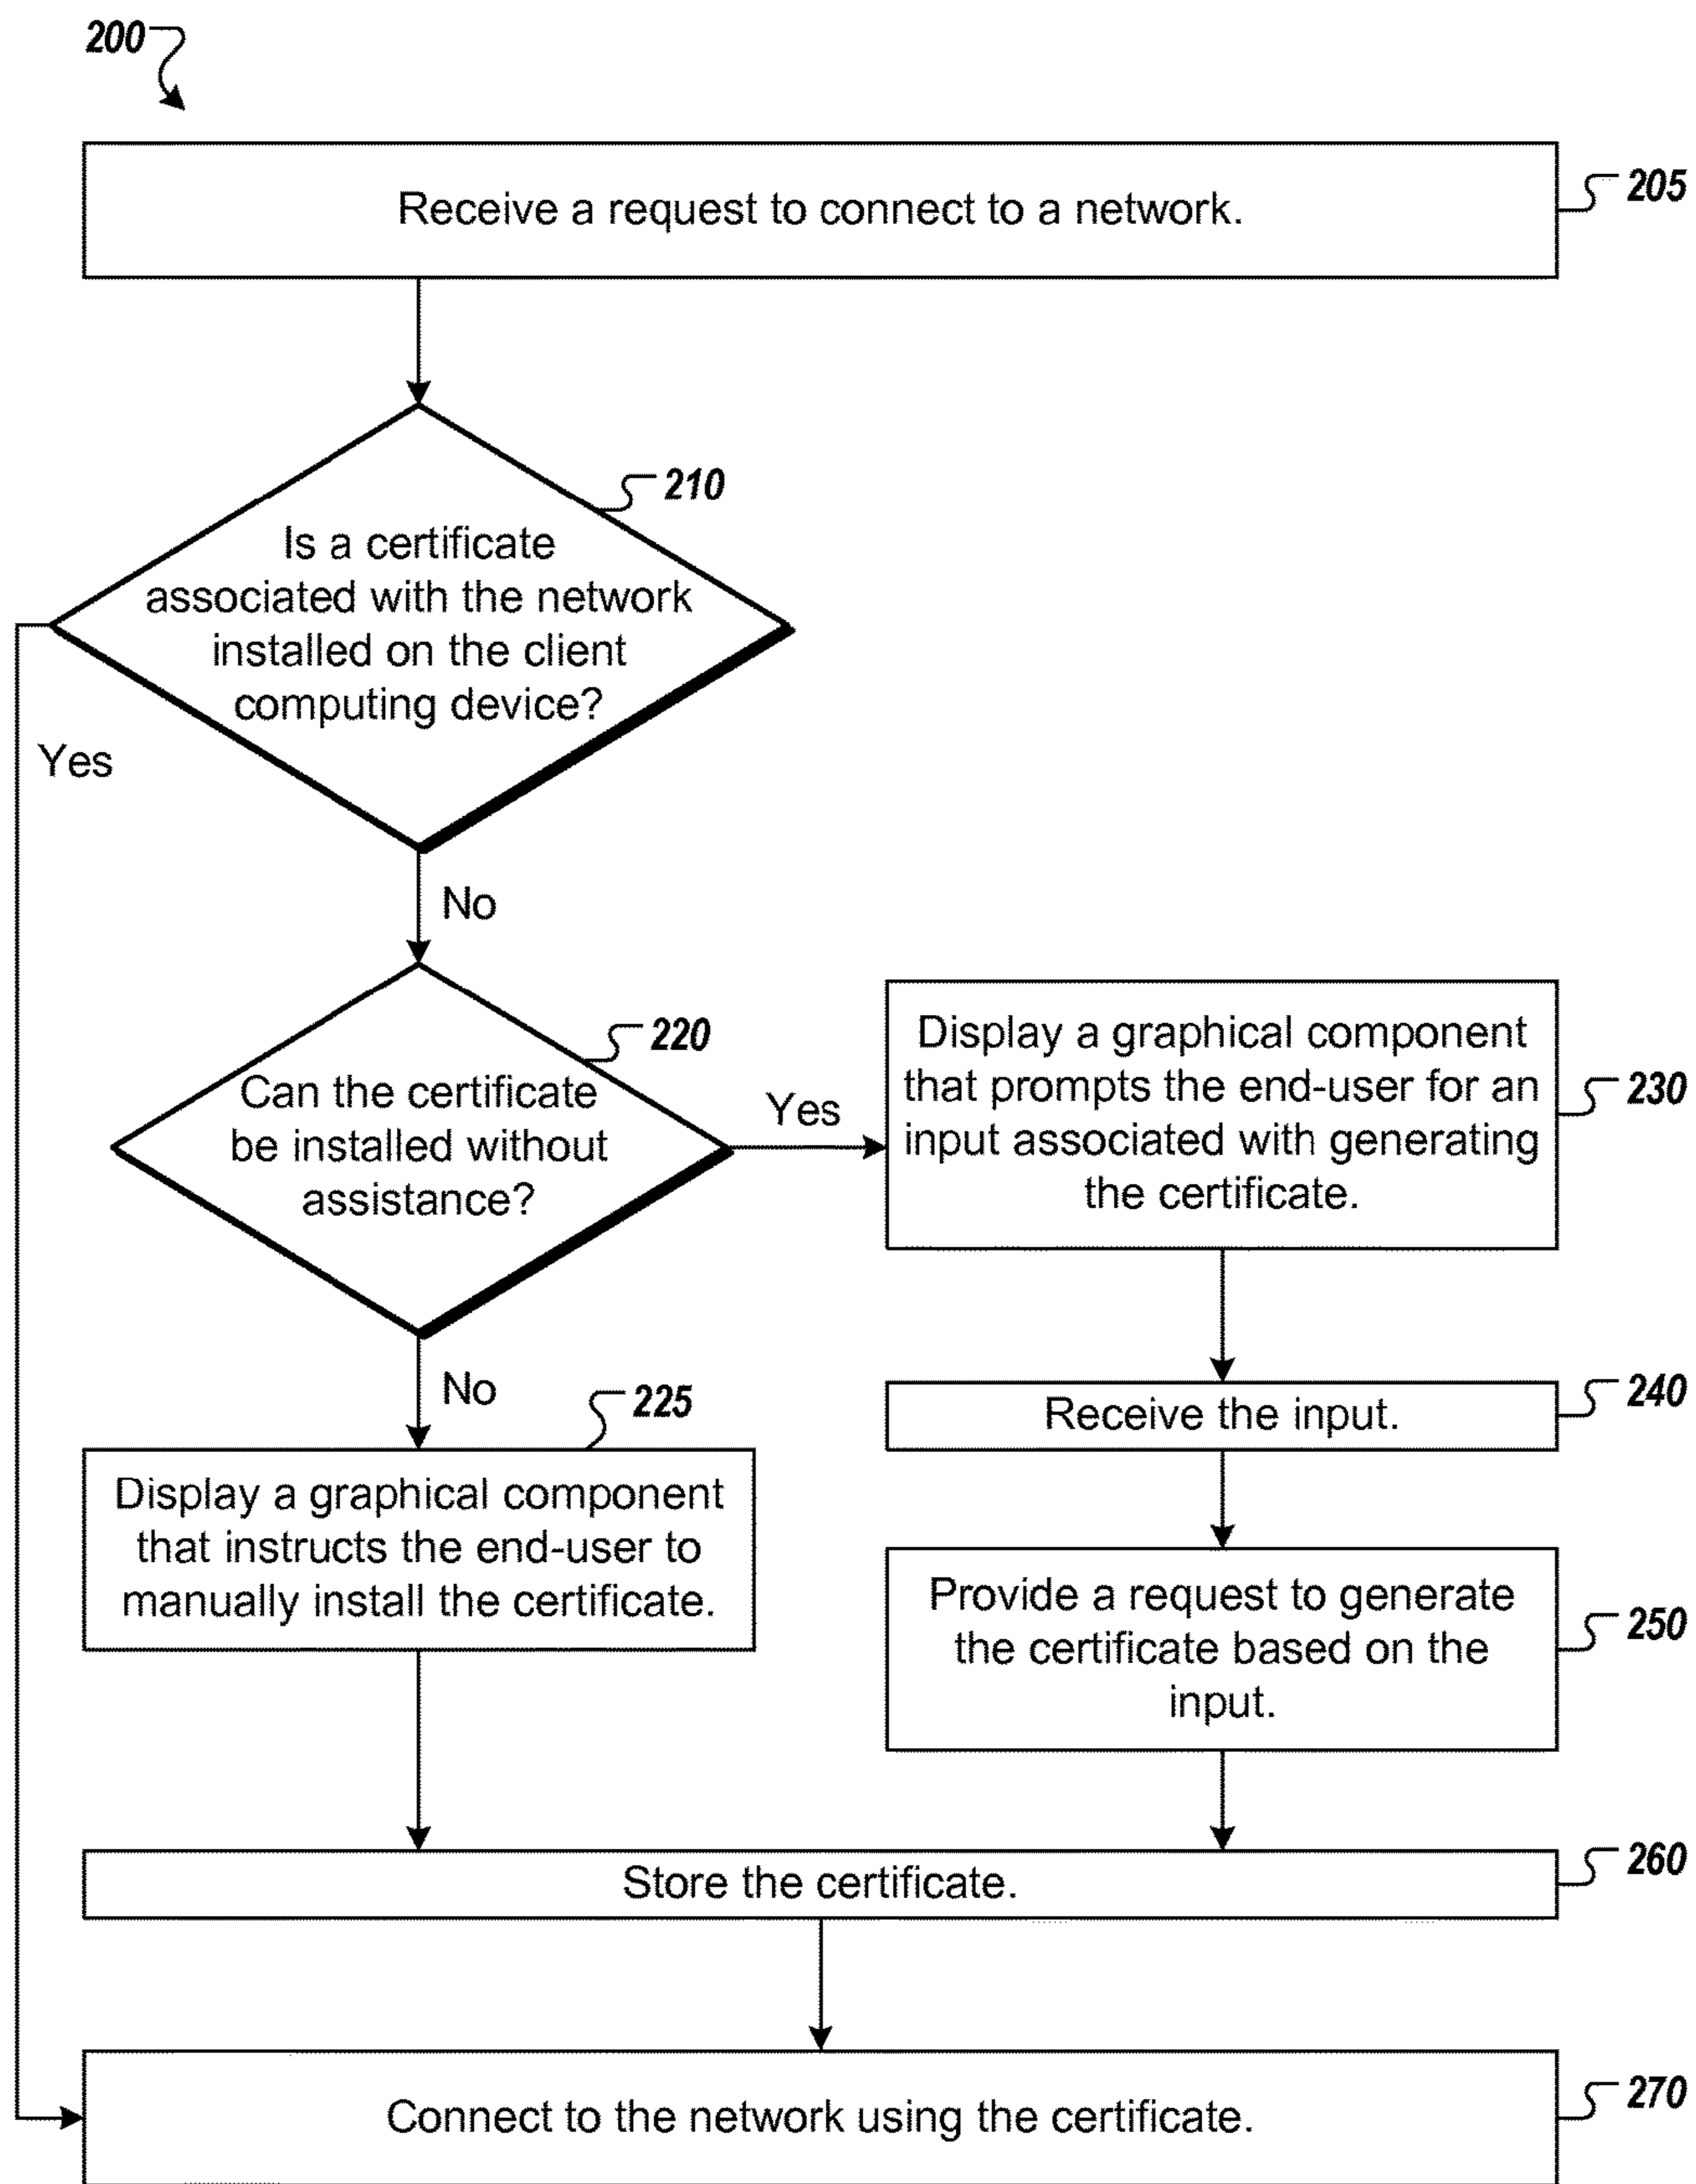 200
Receive a request to connect to a network.
205
210
Is a certificate
associated with the network
installed on the client
computing device?
Yes
No
220
Can the certificate
be installed without
assistance?
Yes
Display a graphical component
that prompts the end-user for an
input associated with generating
the certificate.
230
No
225
Display a graphical component
that instructs the end-user to
manually install the certificate.
Receive the input.
240
Provide a request to generate
the certificate based on the
input.
250
Store the certificate.
260
Connect to the network using the certificate.
270